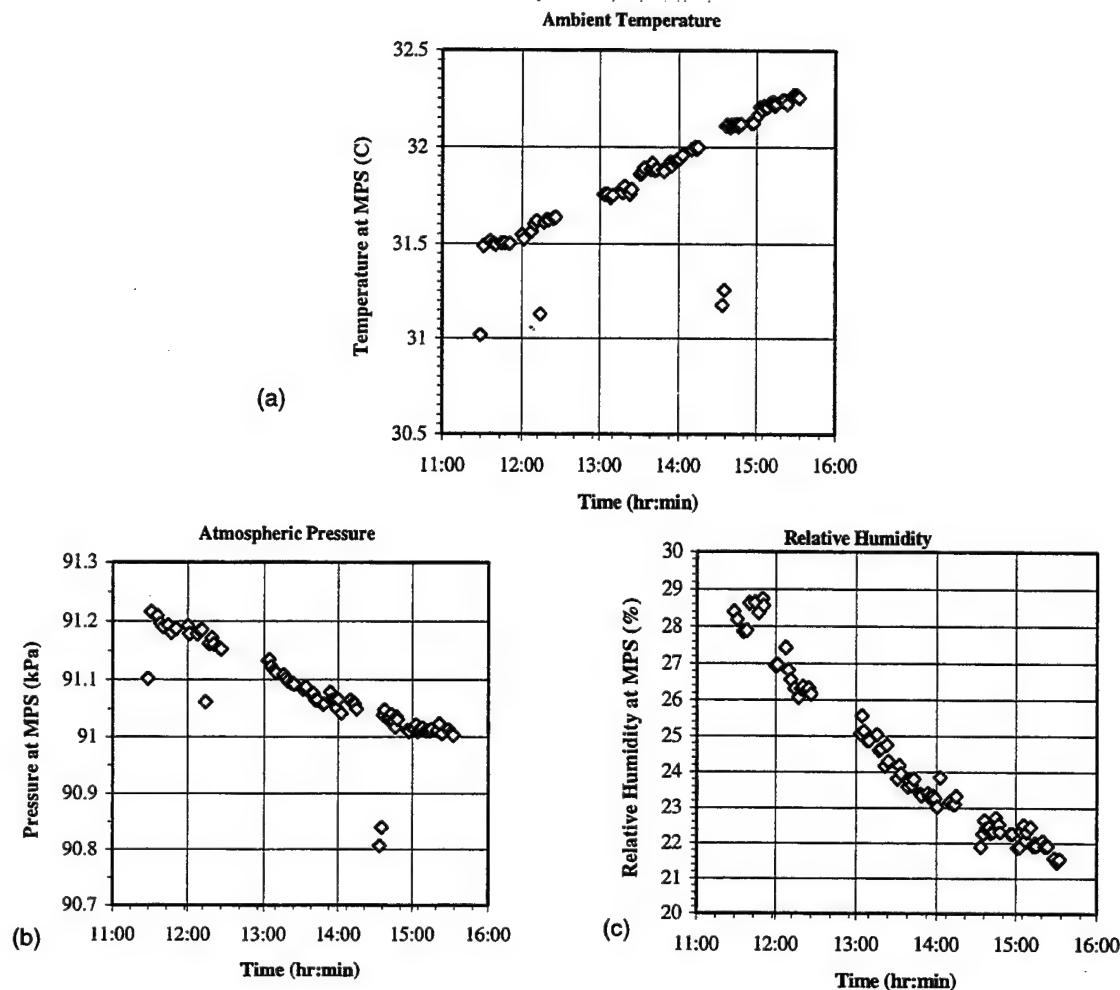 Ambient Temperature
32.5
32
31.5
31
30.5
Temperature at MPS (C)
11:00 12:00 13:00 14:00 15:00 16:00
Time (hr:min)
(a)
Atmospheric Pressure
91.3
91.2
91.1
91
90.9
90.8
90.7
Pressure at MPS (kPa)
11:00 12:00 13:00 14:00 15:00 16:00
Time (hr:min)
(b)
Relative Humidity
30
29
28
27
26
25
24
23
22
21
20
Relative Humidity at MPS (%)
11:00 12:00 13:00 14:00 15:00 16:00
Time (hr:min)
(c)